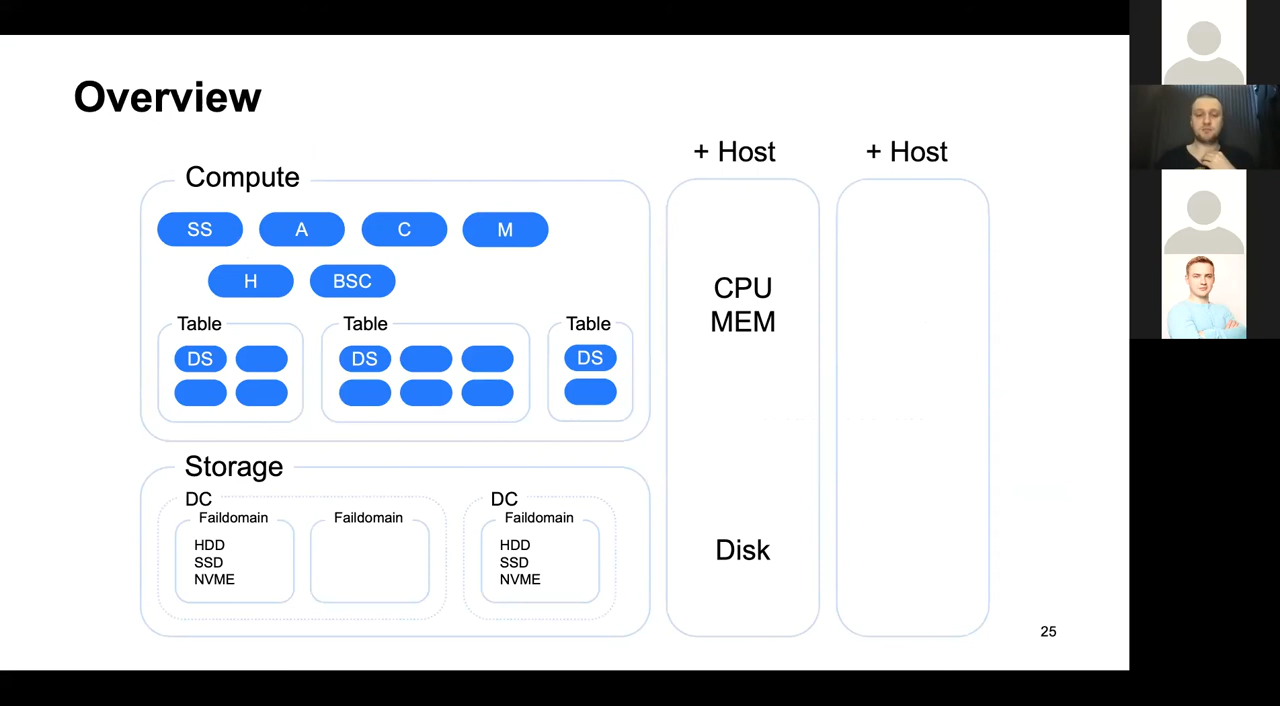 Overview
Compute
+ Host
+ Host
SS
A
C
M
H
BSC
Table
Table
Table
DS
DS
DS
CPU
MEM
Storage
DC
DC
Faildomain
Faildomain
Faildomain
HDD
SSD
NVME
HDD
SSD
NVME
Disk
25